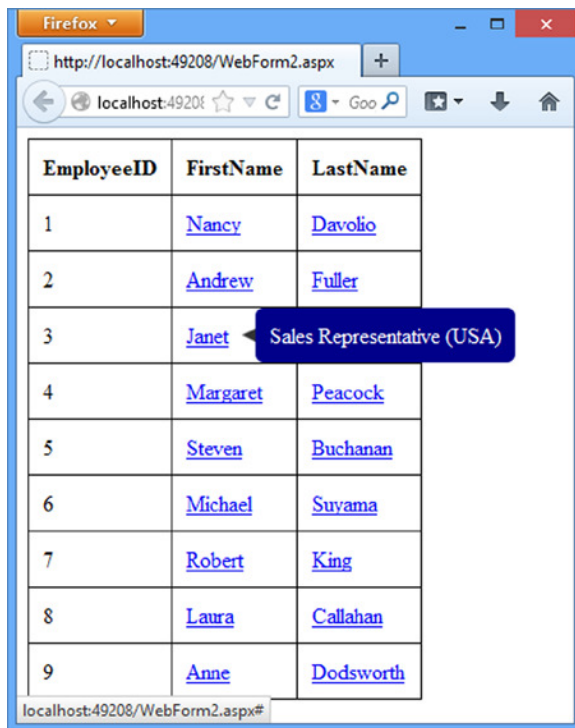 Firefox
http://localhost:49208/WebForm2.aspx
localhost:4920 Goo
EmployeeID FirstName LastName
1 Nancy Davolio
2 Andrew Fuller
3 Janet Sales Representative (USA)
4 Margaret Peacock
5 Steven Buchanan
6 Michael Suyama
7 Robert King
8 Laura Callahan
9 Anne Dodsworth
localhost:49208/WebForm2.aspx#